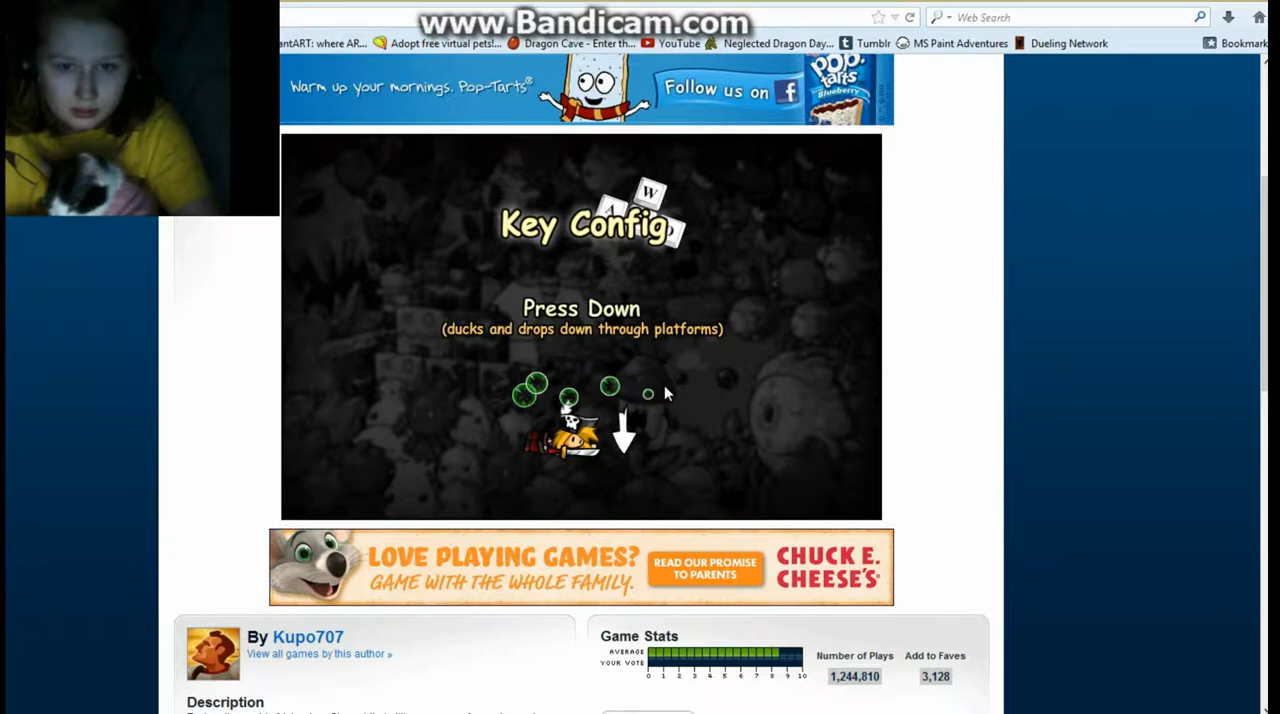 www.Bandicam.com
Web Search
antART: where AR...
Adopt free virtual pets!...
Dragon Cave - Enter th...
YouTube
Neglected Dragon Day...
Tumblr
MS Paint Adventures
Dueling Network
Bookmark
Warm up your mornings. Pop-Tarts®
Follow us on f
POP.
tarts
Blueberry
A
W
D
Key Config
Press Down
(ducks and drops down through platforms)
LOVE PLAYING GAMES?
GAME WITH THE WHOLE FAMILY.
READ OUR PROMISE
TO PARENTS
CHUCK E.
CHEESE'S
By Kupo707
View all games by this author »
Description
Game Stats
AVERAGE
YOUR VOTE
0 1 2 3 4 5 6 7 8 9 10
Number of Plays
1,244,810
Add to Faves
3,128